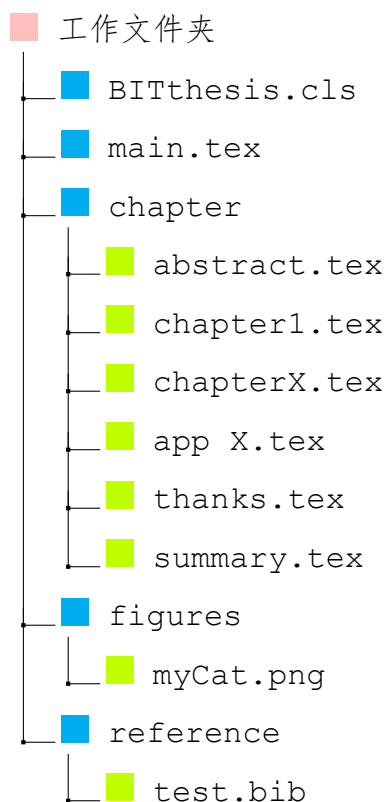 工作文件夹
BITthesis.cls
main.tex
chapter
abstract.tex
chapter1.tex
chapterX.tex
app X.tex
thanks.tex
summary.tex
figures
myCat.png
reference
test.bib